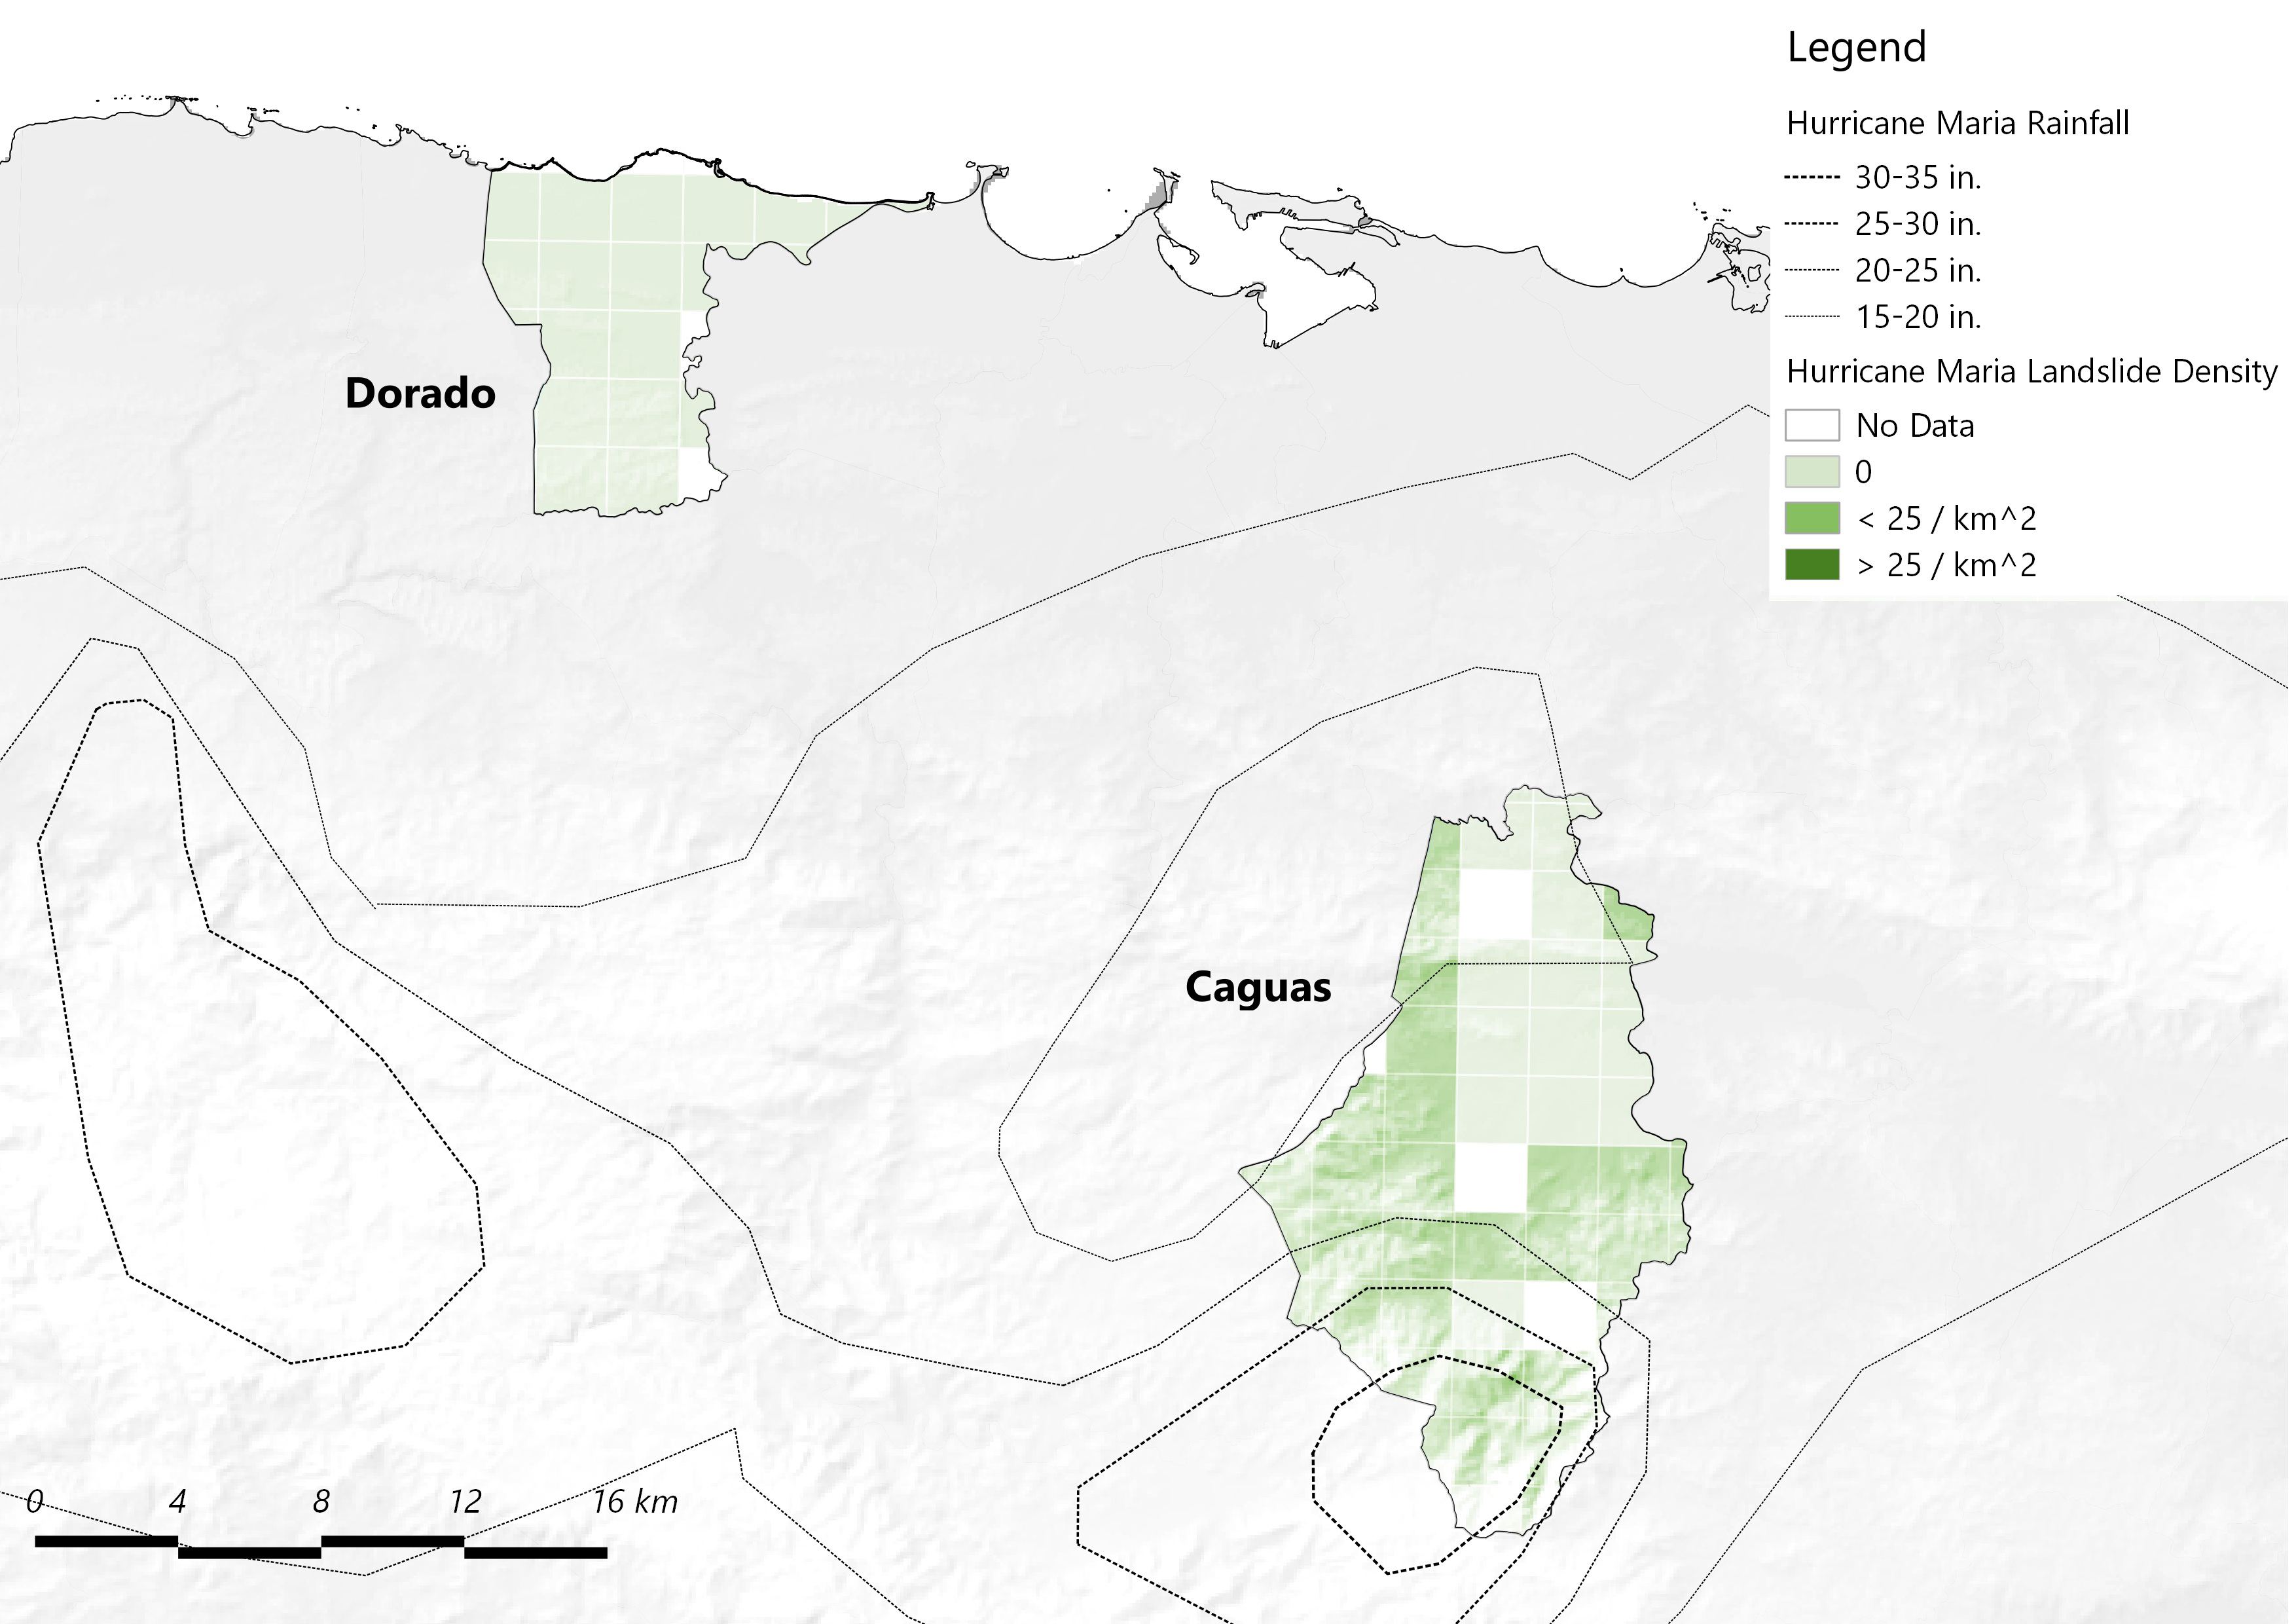 Legend
Hurricane Maria Rainfall
30-35 in.
25-30 in.
20-25 in.
15-20 in.
Hurricane Maria Landslide Density
No Data
0
< 25 / km^2
> 25 / km^2
Dorado
Caguas
0 4 8 12 16 km